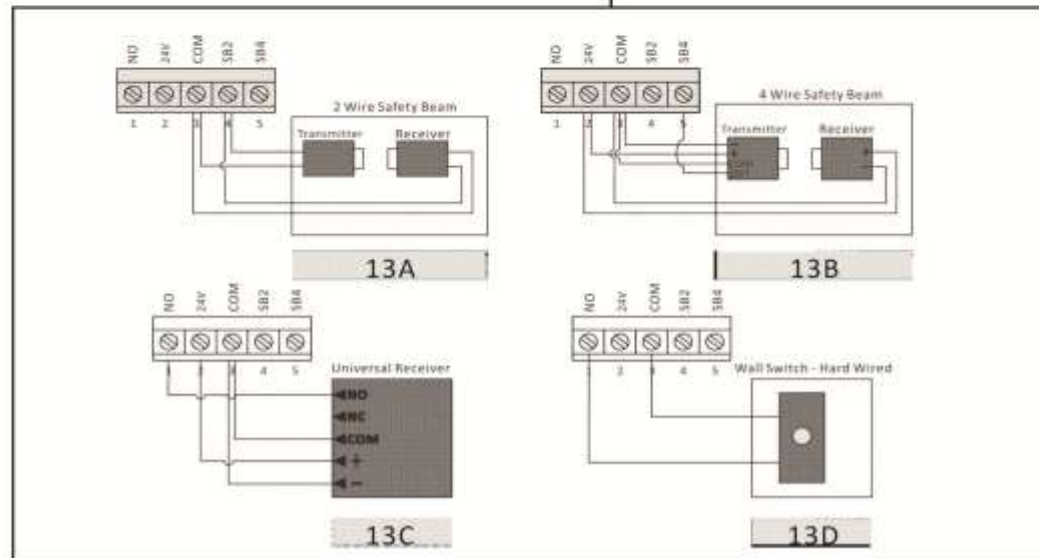 NO 24V COM SB2 SB4
1 2 3 4 5
2 Wire Safety Beam
Transmitter Receiver
13A
NO 24V COM SB2 SB4
1 2 3 4 5
4 Wire Safety Beam
Transmitter Receiver
+
-
13B
NO 24V COM SB2 SB4
1 2 3 4 5
Universal Receiver
NO
NC
COM
+
-
13C
NO 24V COM SB2 SB4
2 3 4 5
Wall Switch - Hard Wired
13D